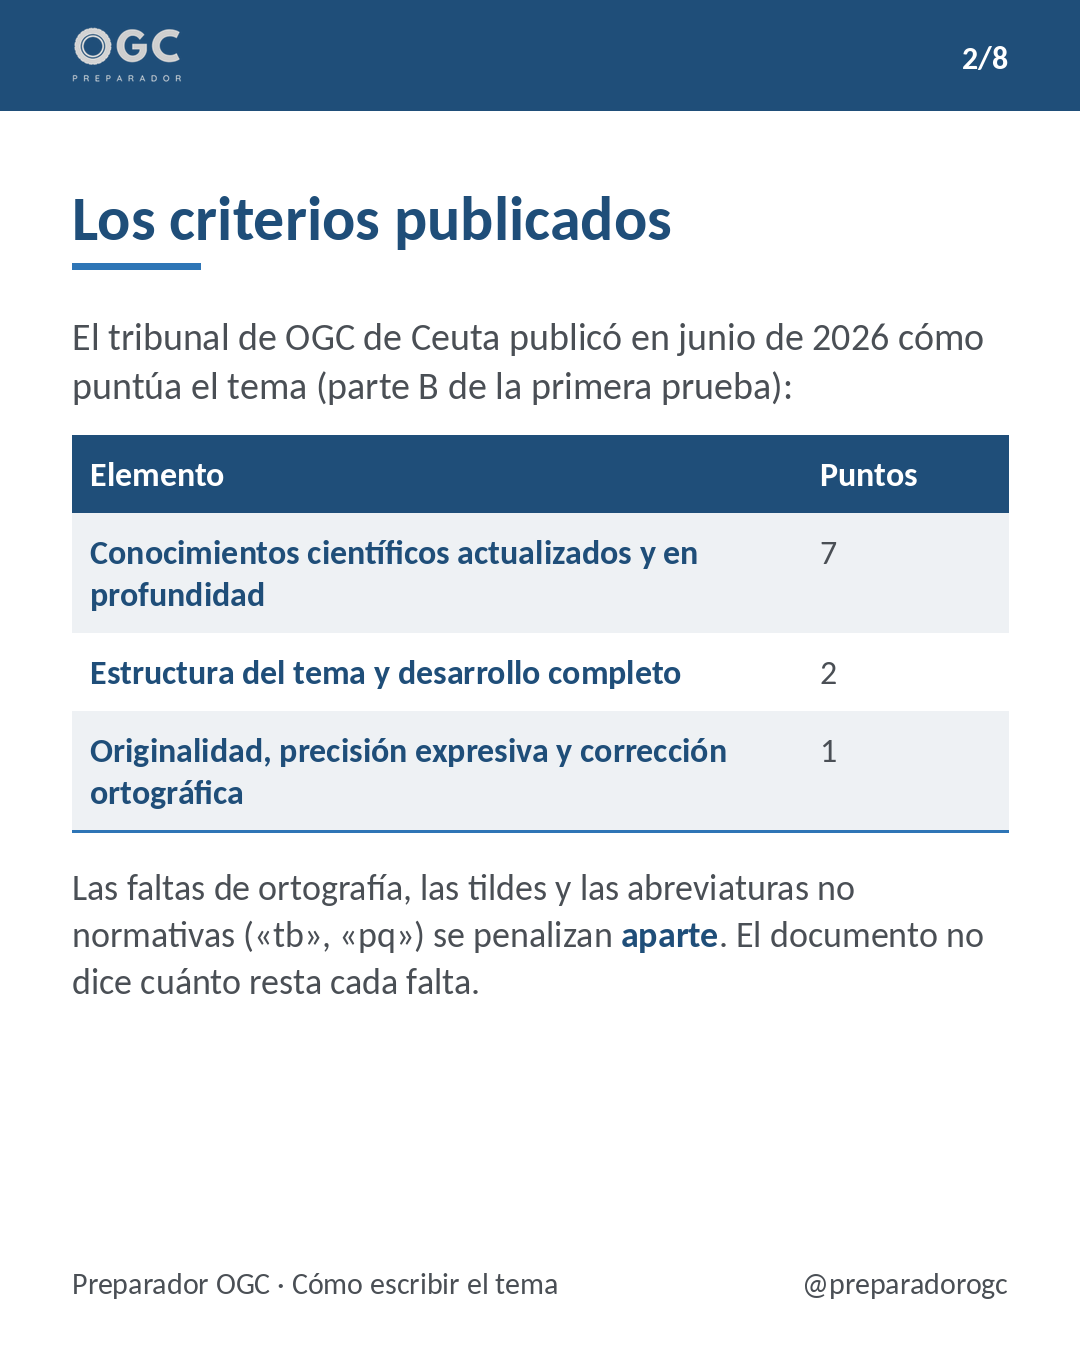 OGC
PREPARADOR
2/8
Los criterios publicados
El tribunal de OGC de Ceuta publicó en junio de 2026 cómo
puntúa el tema (parte B de la primera prueba):
Elemento Puntos
Conocimientos científicos actualizados y en 7
profundidad
Estructura del tema y desarrollo completo 2
Originalidad, precisión expresiva y corrección 1
ortográfica
Las faltas de ortografía, las tildes y las abreviaturas no
normativas («tb», «pq») se penalizan aparte. El documento no
dice cuánto resta cada falta.
Preparador OGC · Cómo escribir el tema @preparadorogc